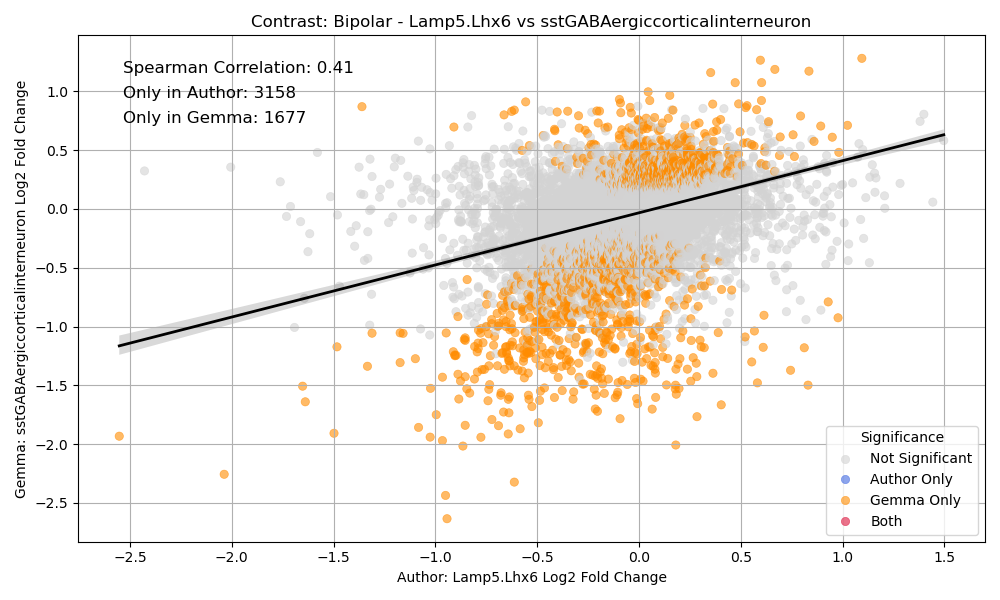 Contrast: Bipolar - Lamp5.Lhx6 vs sstGABAergiccorticalinterneuron
Spearman Correlation: 0.41
Only in Author: 3158
Only in Gemma: 1677
Gemma: sstGABAergiccorticalinterneuron Log2 Fold Change
1.0
0.5
0.0
−0.5
−1.0
−1.5
−2.0
−2.5
Significance
Not Significant
Author Only
Gemma Only
Both
−2.5 −2.0 −1.5 −1.0 −0.5 0.0 0.5 1.0 1.5
Author: Lamp5.Lhx6 Log2 Fold Change